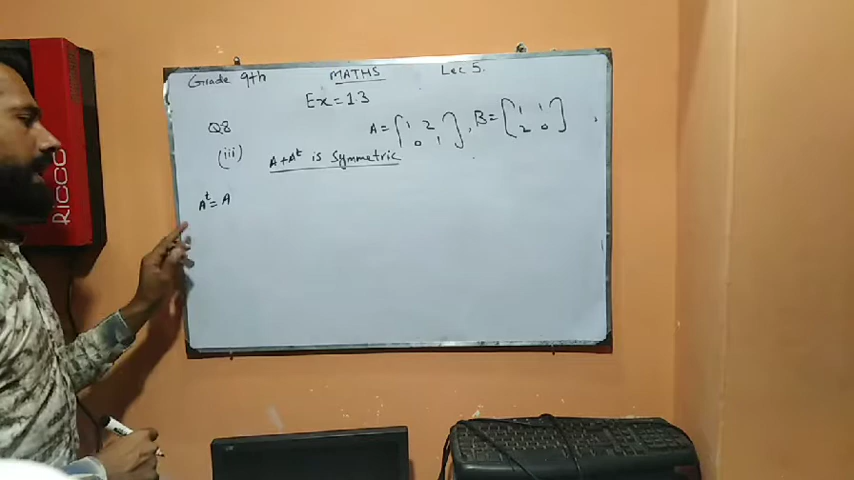 Grade 9th MATHS Lec 5.
Ex = 1.3
Q8 A = [1 2 0 1], B = [1 1 2 0],
(iii) A + Aᵗ is Symmetric
Aᵗ = A
RICCO